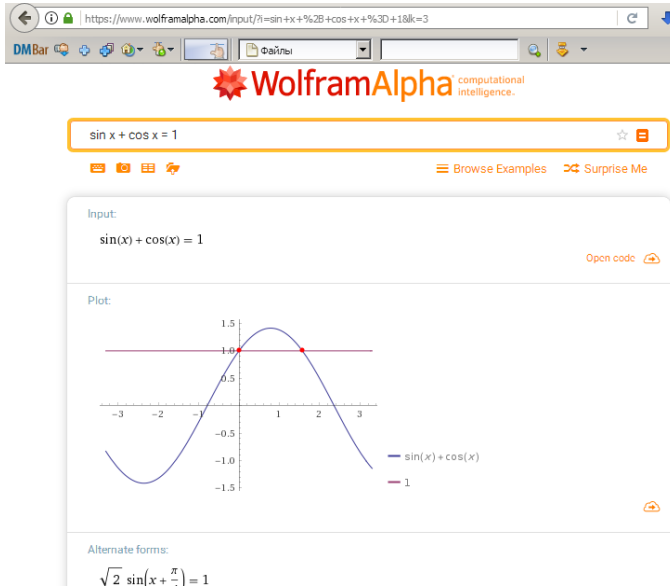 https://www.wolframalpha.com/input/?i=sin+x+%2B+cos+x+%3D+1&lk=3
DMBar Файлы
WolframAlpha computational intelligence.
sin x + cos x = 1
Browse Examples Surprise Me
Input:
sin(x) + cos(x) = 1
Open code
Plot:
1.5
1.0
0.5
-3 -2 -1 1 2 3
-0.5
-1.0
-1.5
sin(x) + cos(x)
1
Alternate forms:
√2 sin(x + π
) = 1